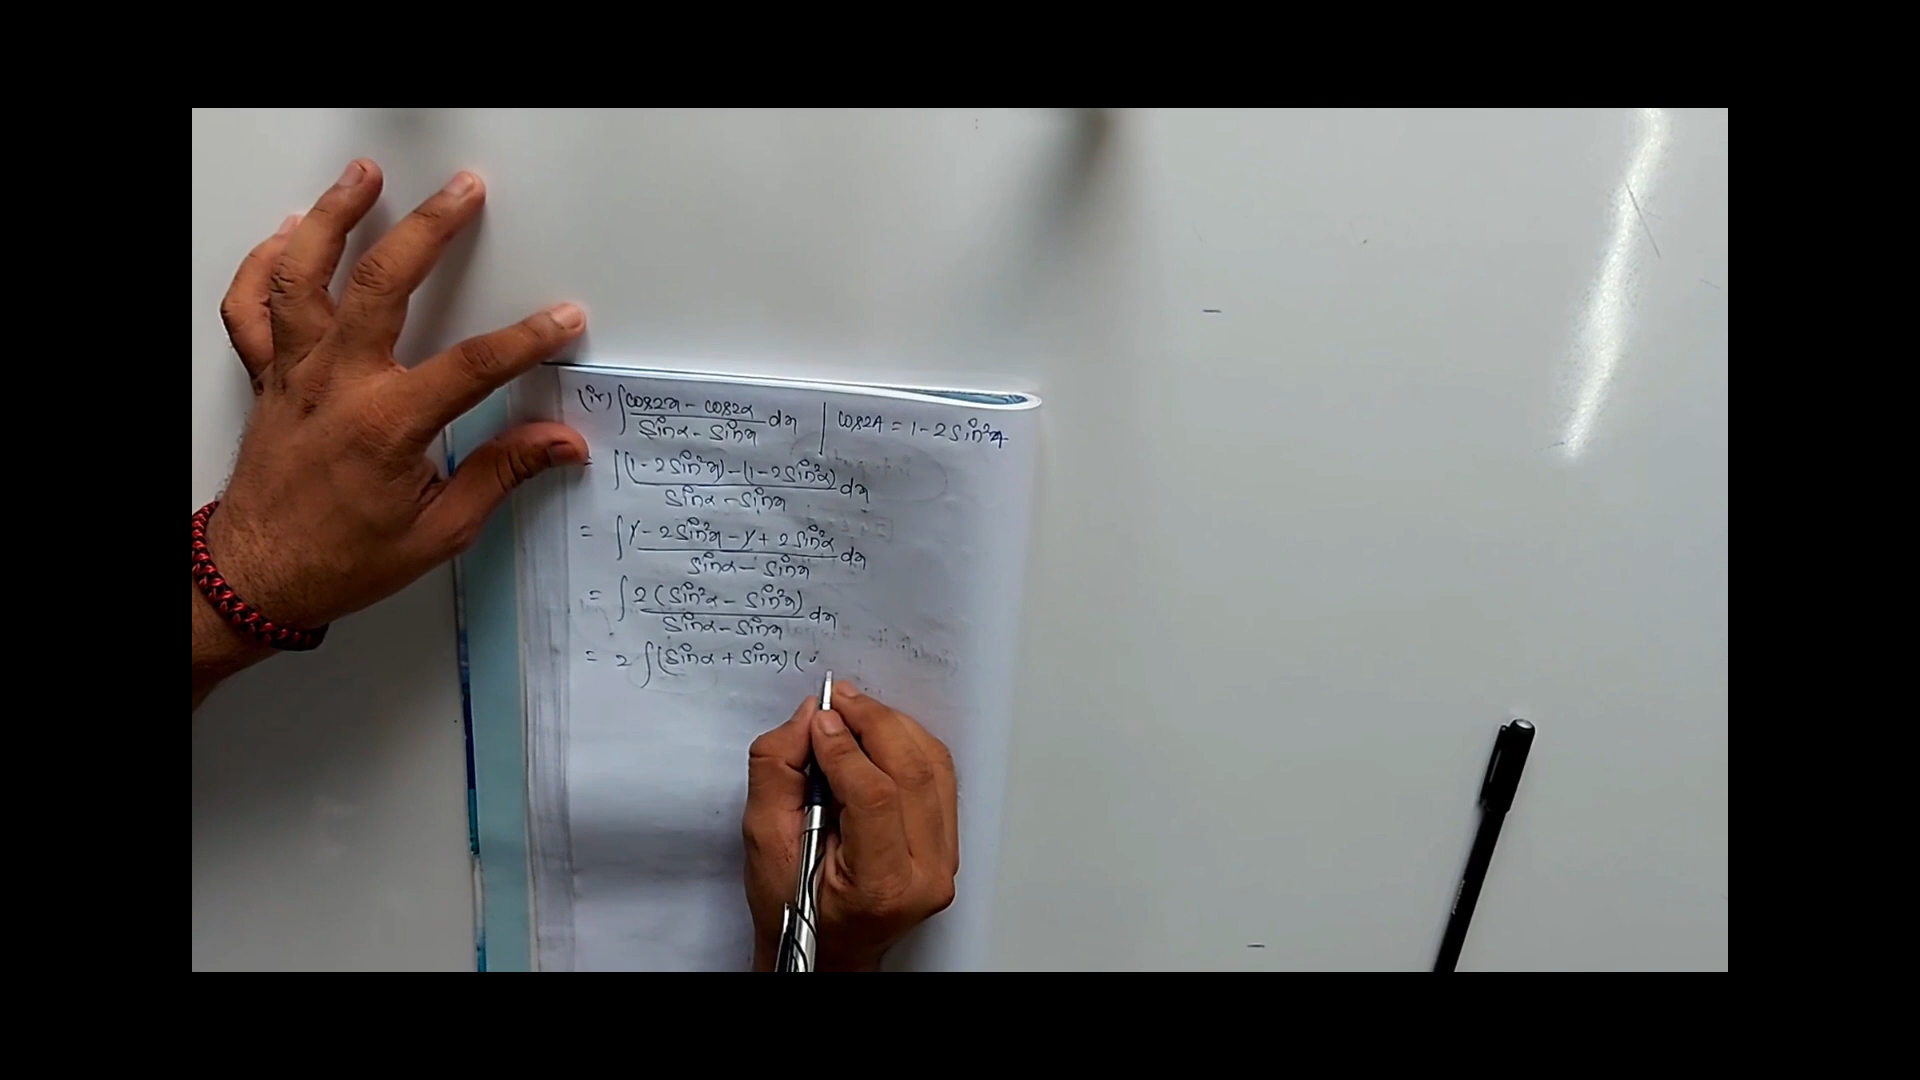 (iv) ∫ (cos2x - cos2α)/(sinα - sinx) dx | cos2A = 1 - 2sin²x
= ∫ ((1 - 2sin²x) - (1 - 2sin²α))/(sinα - sinx) dx
= ∫ (1 - 2sin²x - 1 + 2sin²α)/(sinα - sinx) dx
= ∫ 2(sin²α - sin²x)/(sinα - sinx) dx
= 2 ∫ (sinα + sinx) (